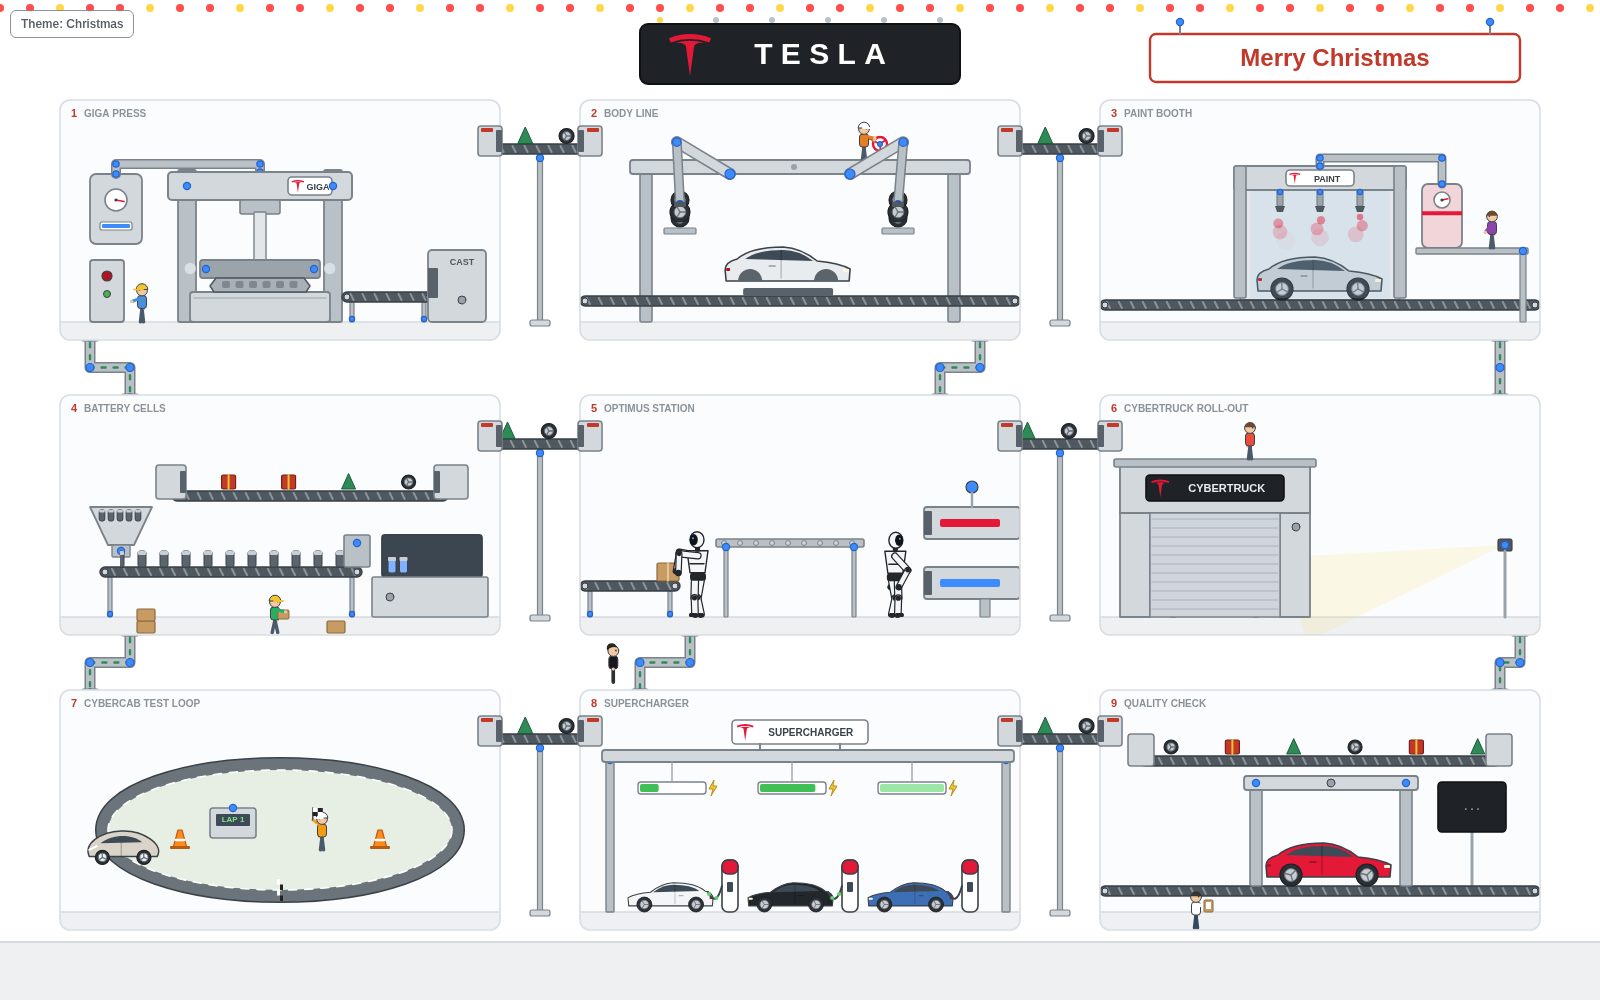 Theme: Christmas
TESLA
Merry Christmas
1 GIGA PRESS
GIGA
CAST
2 BODY LINE
3 PAINT BOOTH
PAINT
4 BATTERY CELLS
5 OPTIMUS STATION
6 CYBERTRUCK ROLL-OUT
CYBERTRUCK
7 CYBERCAB TEST LOOP
LAP 1
8 SUPERCHARGER
SUPERCHARGER
9 QUALITY CHECK
...